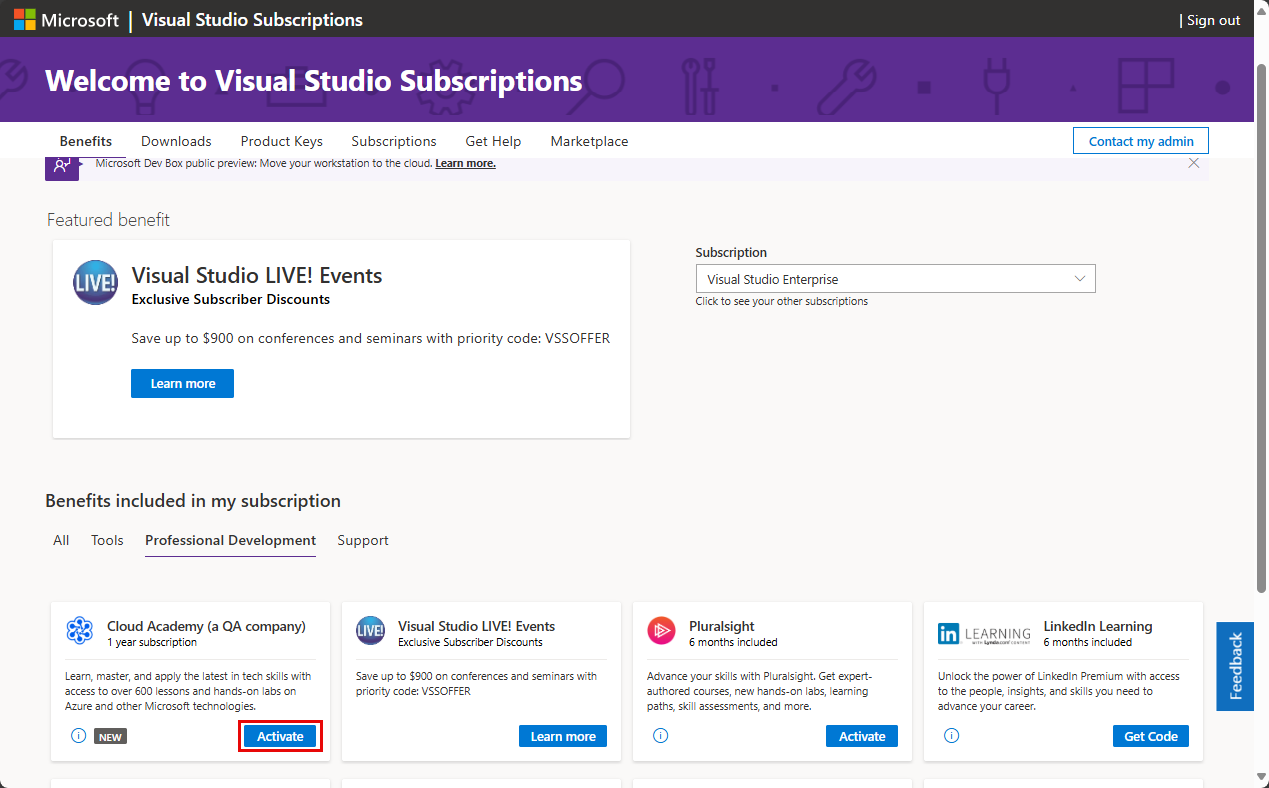 Microsoft | Visual Studio Subscriptions
| Sign out
Welcome to Visual Studio Subscriptions
Benefits Downloads Product Keys Subscriptions Get Help Marketplace
Contact my admin
Microsoft Dev Box public preview: Move your workstation to the cloud. Learn more.
Featured benefit
LIVE!
Visual Studio LIVE! Events
Exclusive Subscriber Discounts
Save up to $900 on conferences and seminars with priority code: VSSOFFER
Learn more
Subscription
Visual Studio Enterprise
Click to see your other subscriptions
Benefits included in my subscription
All Tools Professional Development Support
Cloud Academy (a QA company)
1 year subscription
Learn, master, and apply the latest in tech skills with
access to over 600 lessons and hands-on labs on
Azure and other Microsoft technologies.
NEW
Activate
LIVE!
Visual Studio LIVE! Events
Exclusive Subscriber Discounts
Save up to $900 on conferences and seminars with
priority code: VSSOFFER
Learn more
Pluralsight
6 months included
Advance your skills with Pluralsight. Get expert-
authored courses, new hands-on labs, learning
paths, skill assessments, and more.
Activate
in LEARNING
WITH Lynda.com CONTENT
LinkedIn Learning
6 months included
Unlock the power of LinkedIn Premium with access
to the people, insights, and skills you need to
advance your career.
Get Code
Feedback